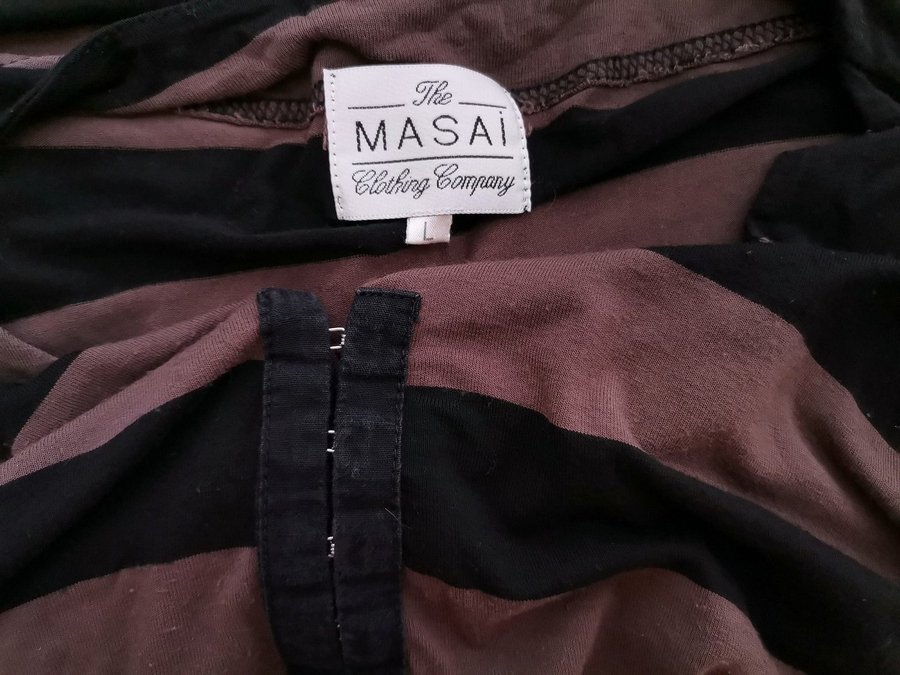 The
MASAI
Clothing Company
L